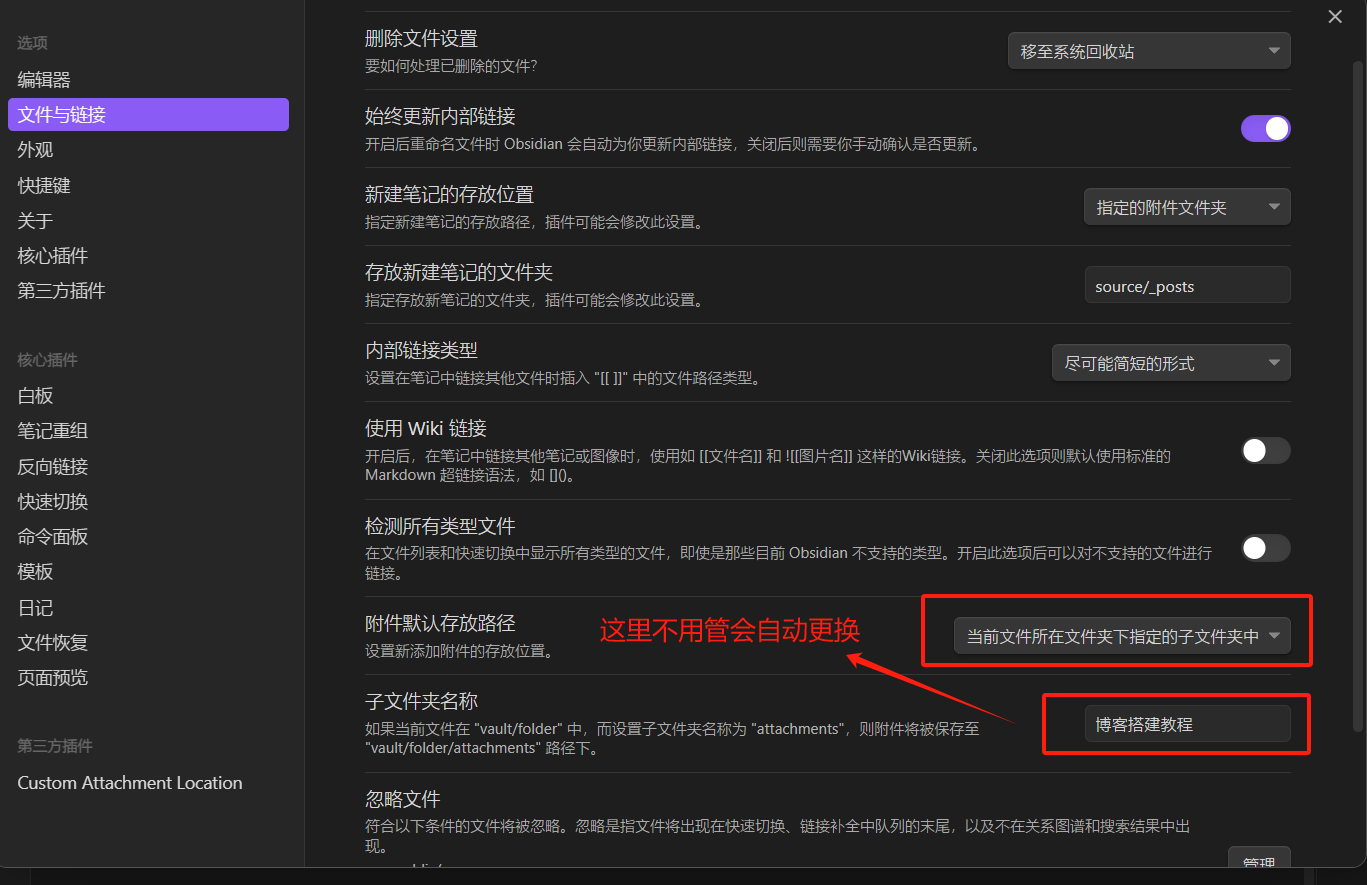 选项
编辑器
文件与链接
外观
快捷键
关于
核心插件
第三方插件
核心插件
白板
笔记重组
反向链接
快速切换
命令面板
模板
日记
文件恢复
页面预览
第三方插件
Custom Attachment Location
删除文件设置
要如何处理已删除的文件？
移至系统回收站
始终更新内部链接
开启后重命名文件时 Obsidian 会自动为你更新内部链接，关闭后则需要你手动确认是否更新。
新建笔记的存放位置
指定新建笔记的存放路径，插件可能会修改此设置。
指定的附件文件夹
存放新建笔记的文件夹
指定存放新笔记的文件夹，插件可能会修改此设置。
source/_posts
内部链接类型
设置在笔记中链接其他文件时插入 "[[ ]]" 中的文件路径类型。
尽可能简短的形式
使用 Wiki 链接
开启后，在笔记中链接其他笔记或图像时，使用如 [[文件名]] 和 ![[图片名]] 这样的Wiki链接。关闭此选项则默认使用标准的
Markdown 超链接语法，如 []()。
检测所有类型文件
在文件列表和快速切换中显示所有类型的文件，即使是那些目前 Obsidian 不支持的类型。开启此选项后可以对不支持的文件进行
链接。
附件默认存放路径
设置新添加附件的存放位置。
这里不用管会自动更换
当前文件所在文件夹下指定的子文件夹中
子文件夹名称
如果当前文件在 "vault/folder" 中，而设置子文件夹名称为 "attachments"，则附件将被保存至
"vault/folder/attachments" 路径下。
博客搭建教程
忽略文件
符合以下条件的文件将被忽略。忽略是指文件将出现在快速切换、链接补全中队列的末尾，以及不在关系图谱和搜索结果中出
现。
管理